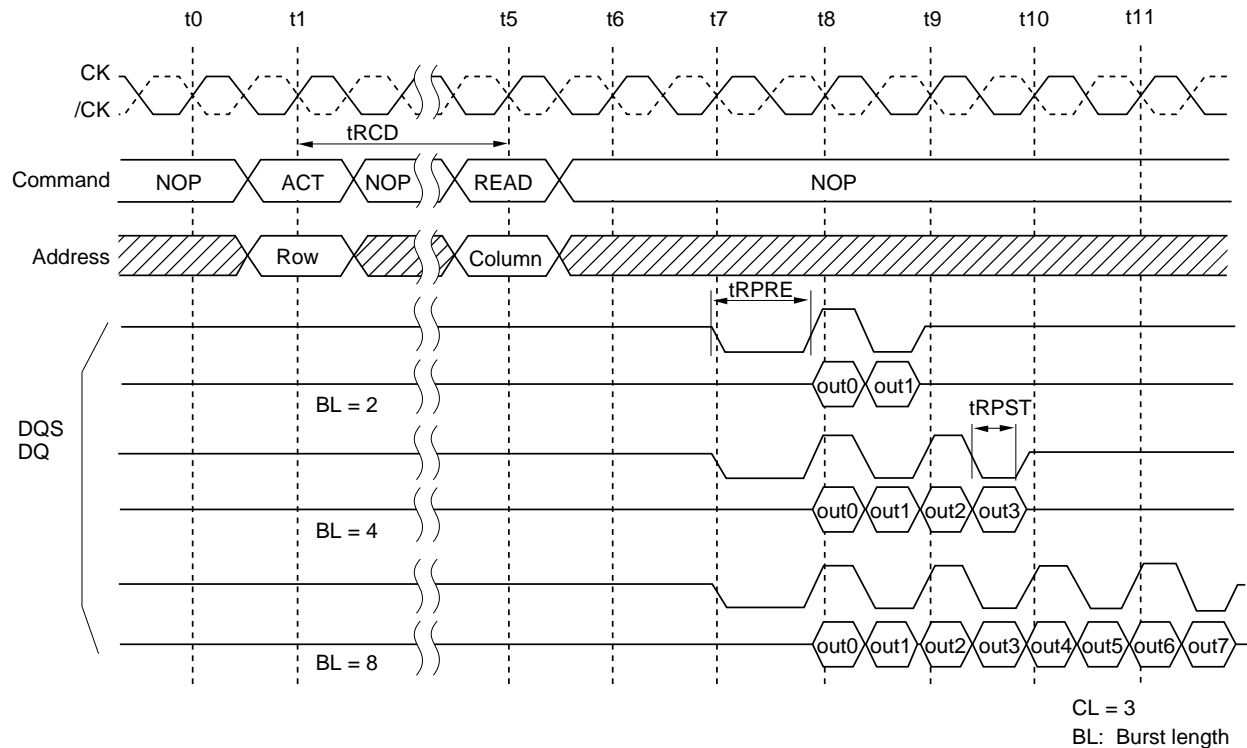 t0 t1 t5 t6 t7 t8 t9 t10 t11
CK
/CK
tRCD
Command NOP ACT NOP READ NOP
Address Row Column
tRPRE
out0 out1
BL = 2
tRPST
DQS
DQ
out0 out1 out2 out3
BL = 4
out0 out1 out2 out3 out4 out5 out6 out7
BL = 8
CL = 3
BL: Burst length